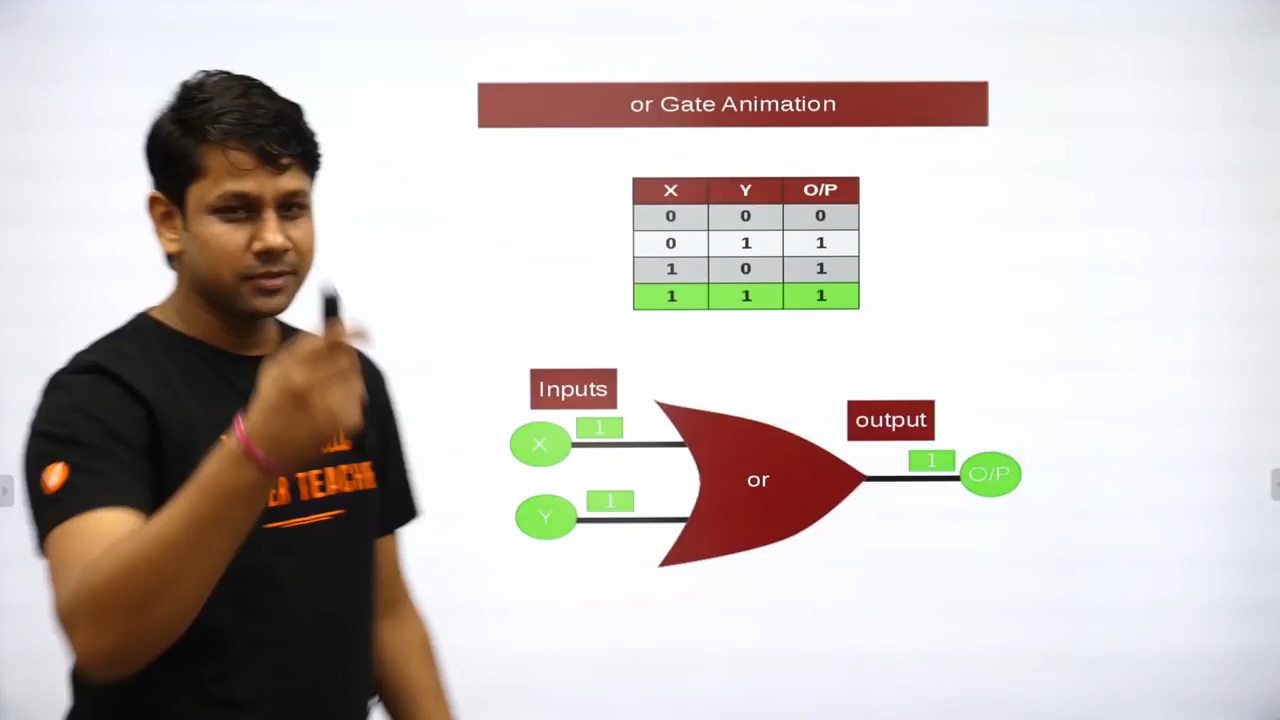 or Gate Animation
X Y O/P
0 0 0
0 1 1
1 0 1
1 1 1
Inputs
output
1
X
1
O/P
or
1
Y